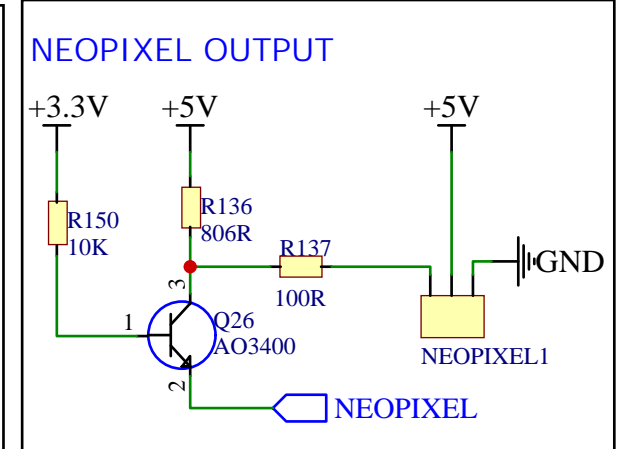 NEOPIXEL OUTPUT
+3.3V
+5V
+5V
R150
10K
R136
806R
R137
100R
GND
3
1
Q26
AO3400
2
NEOPIXEL1
NEOPIXEL